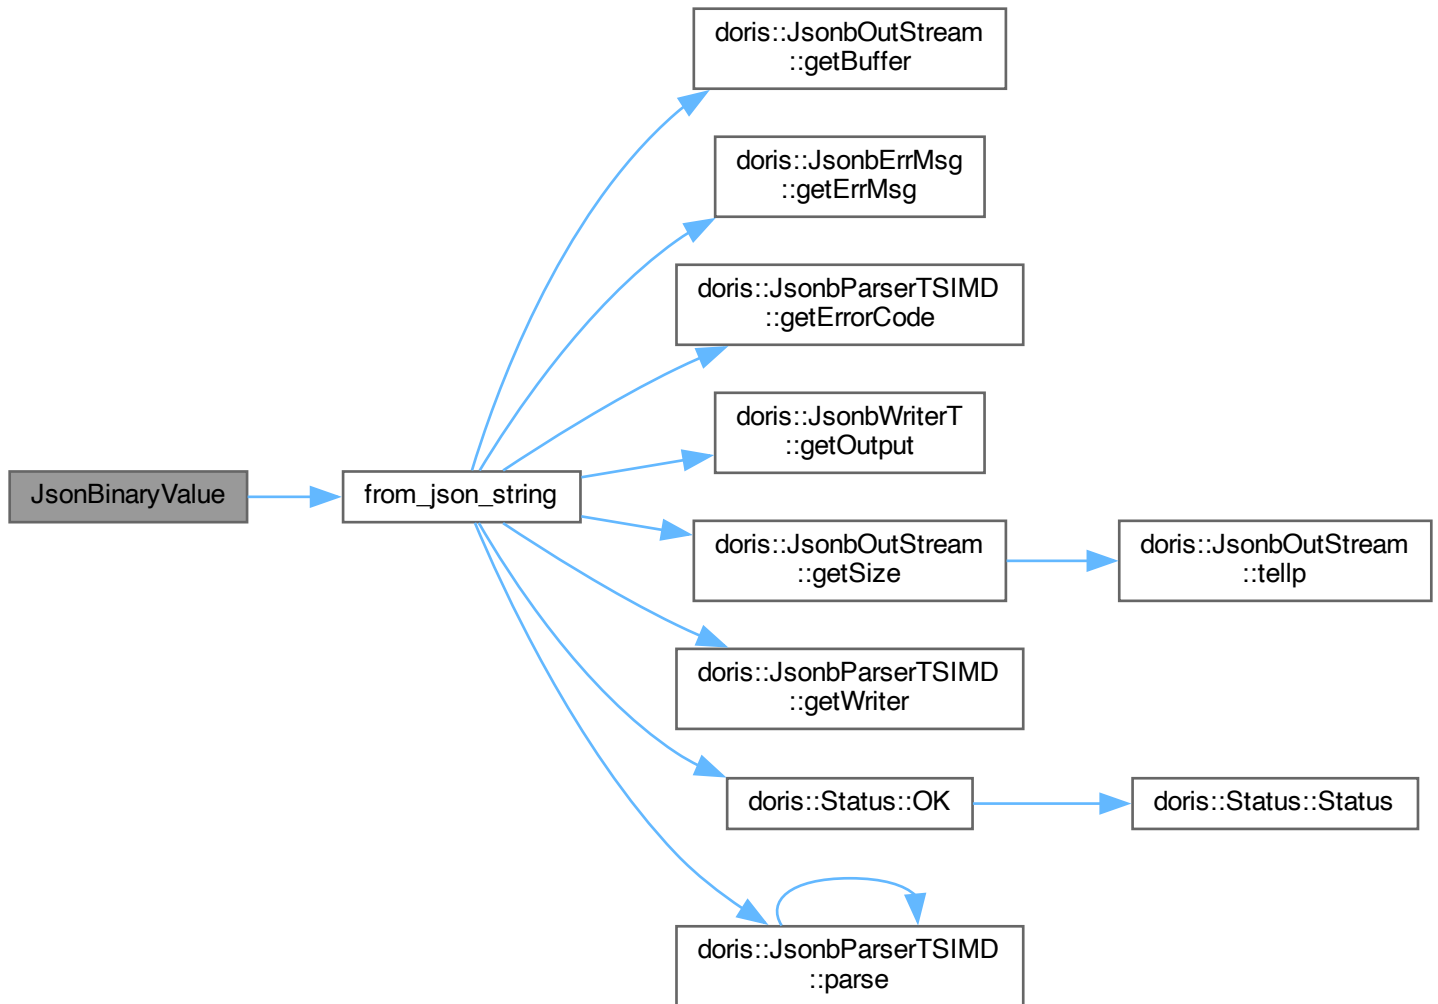 JsonBinaryValue
from_json_string
doris::JsonbOutStream
::getBuffer
doris::JsonbErrMsg
::getErrMsg
doris::JsonbParserTSIMD
::getErrorCode
doris::JsonbWriterT
::getOutput
doris::JsonbOutStream
::getSize
doris::JsonbOutStream
::tellp
doris::JsonbParserTSIMD
::getWriter
doris::Status::OK
doris::Status::Status
doris::JsonbParserTSIMD
::parse